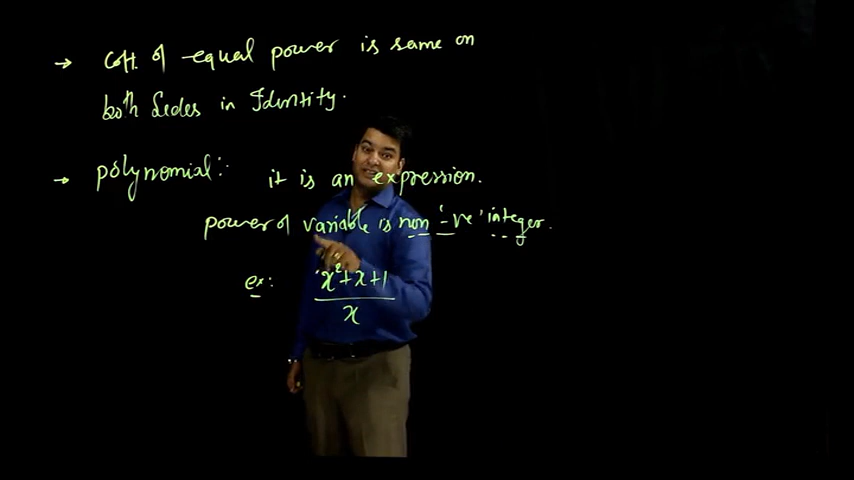 → Coft. of equal power is same on
both Sides in Identity.
→ polynomial:- it is an expression.
power of variable is non '-ve' integer.
ex: x²+x+1
x